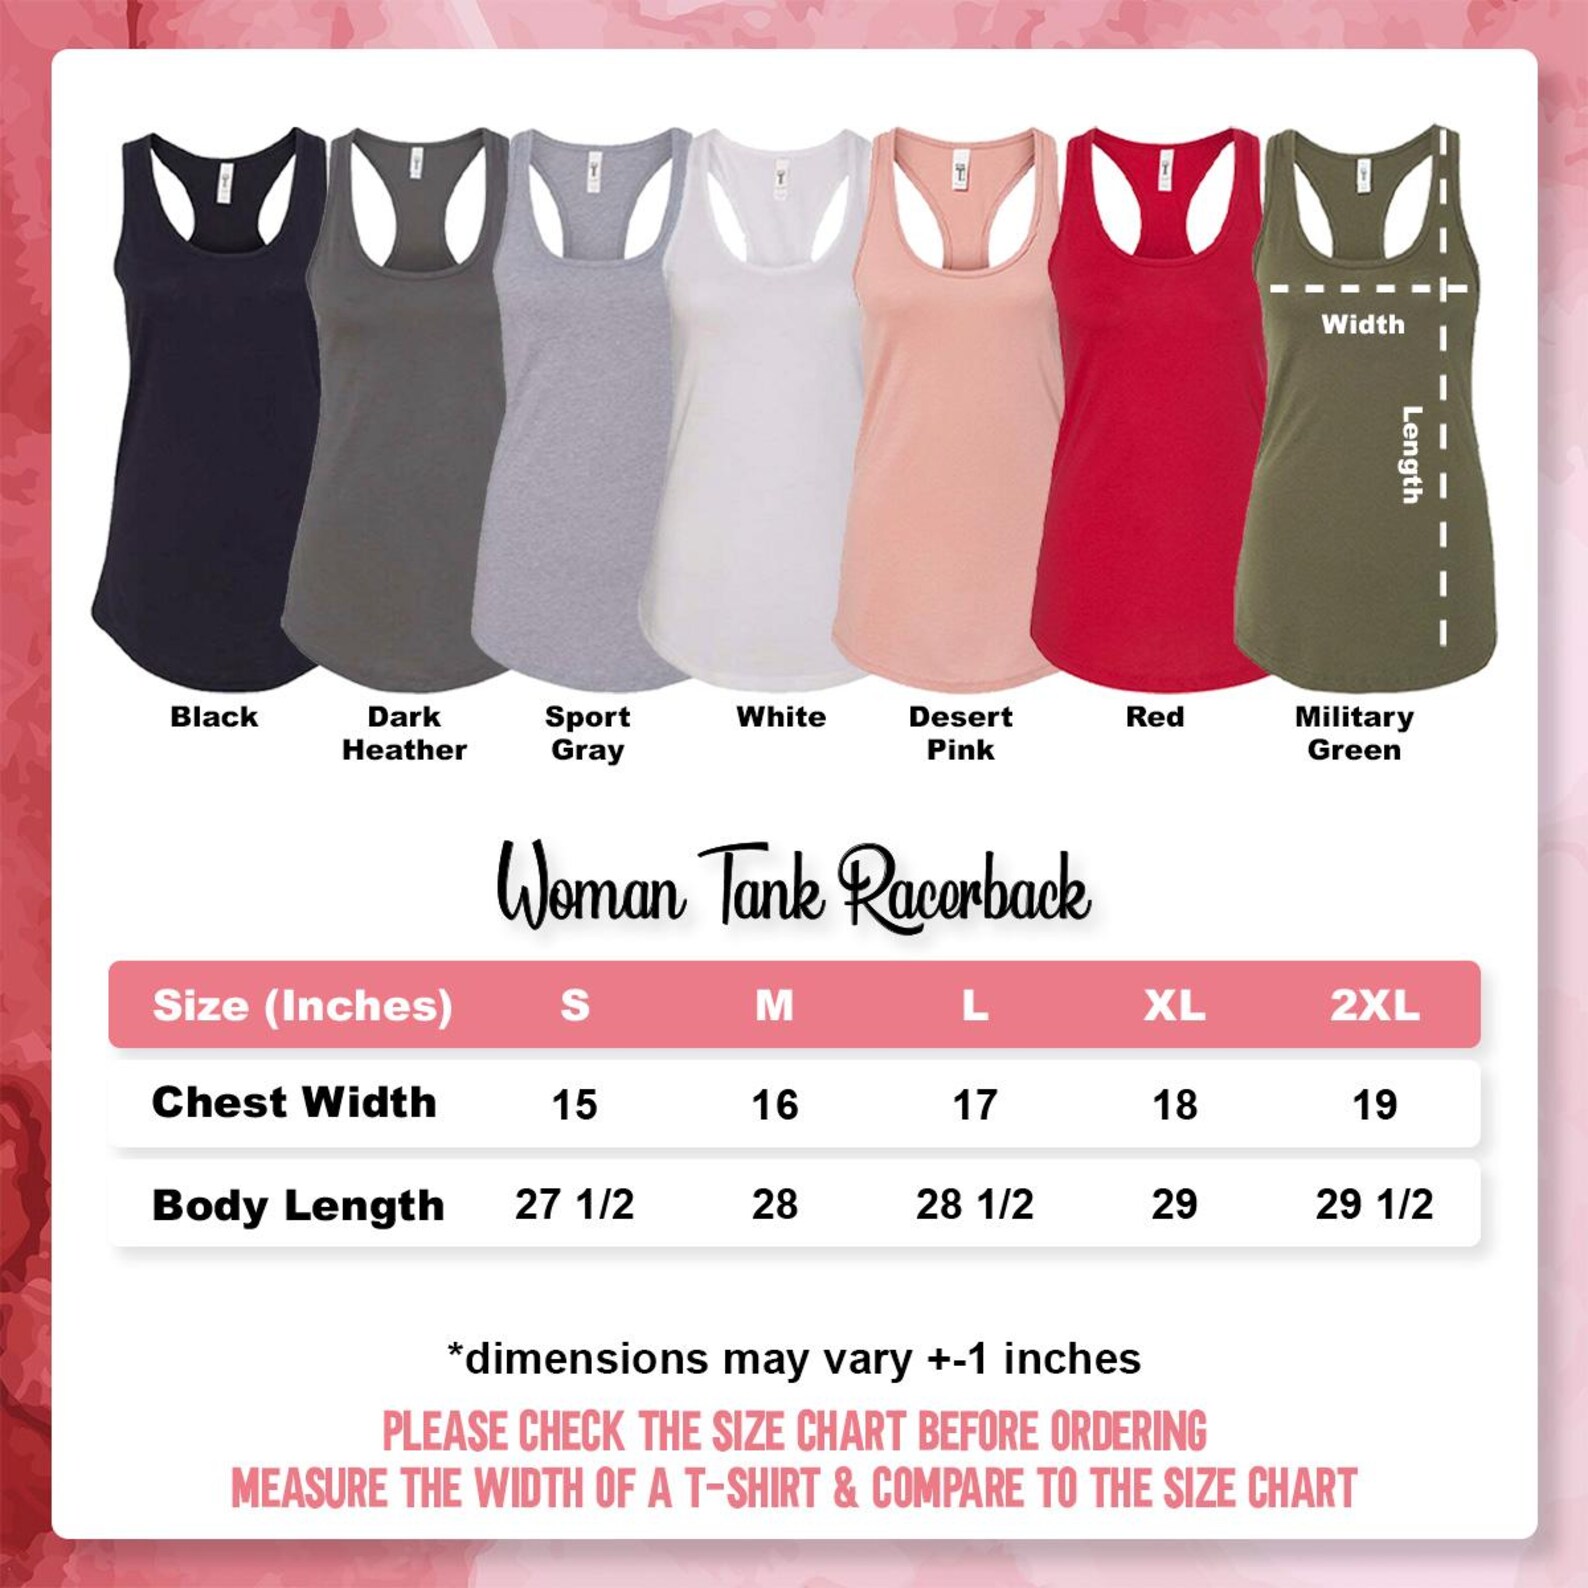 Width
Length
Black
Dark
Heather
Sport
Gray
White
Desert
Pink
Red
Military
Green
Woman Tank Racerback
Size (Inches) S M L XL 2XL
Chest Width 15 16 17 18 19
Body Length 27 1/2 28 28 1/2 29 29 1/2
*dimensions may vary +-1 inches
PLEASE CHECK THE SIZE CHART BEFORE ORDERING
MEASURE THE WIDTH OF A T-SHIRT & COMPARE TO THE SIZE CHART